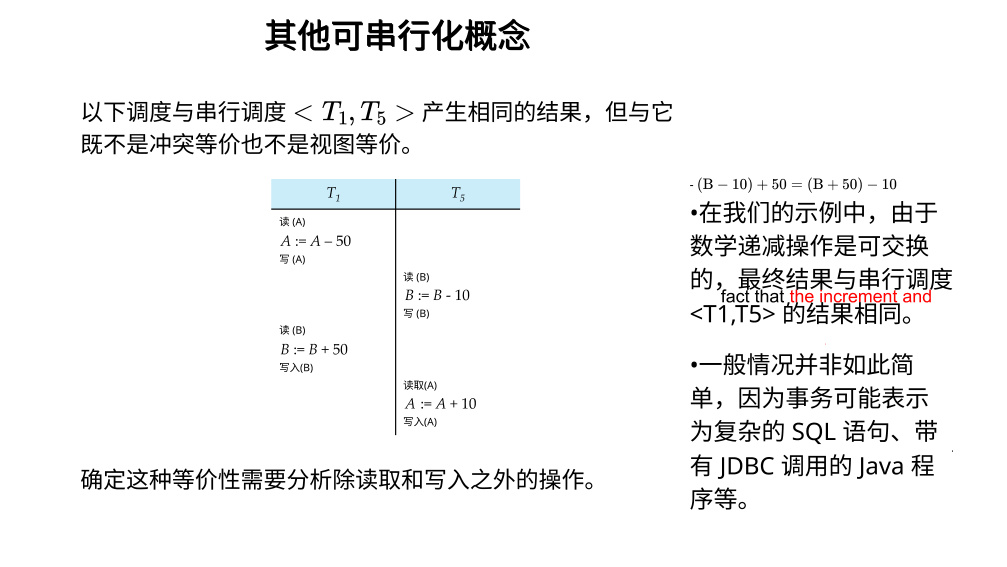 其他可串行化概念
以下调度与串行调度 < T1, T5 > 产生相同的结果，但与它
既不是冲突等价也不是视图等价。
T1 T5
读 (A)
A := A – 50
写 (A)
读 (B)
B := B - 10
写 (B)
读 (B)
B := B + 50
写入(B)
读取(A)
A := A + 10
写入(A)
确定这种等价性需要分析除读取和写入之外的操作。
- (B − 10) + 50 = (B + 50) − 10
•在我们的示例中，由于
数学递减操作是可交换
的，最终结果与串行调度
fact that the increment and
<T1,T5> 的结果相同。
•一般情况并非如此简
单，因为事务可能表示
为复杂的 SQL 语句、带
有 JDBC 调用的 Java 程
序等。